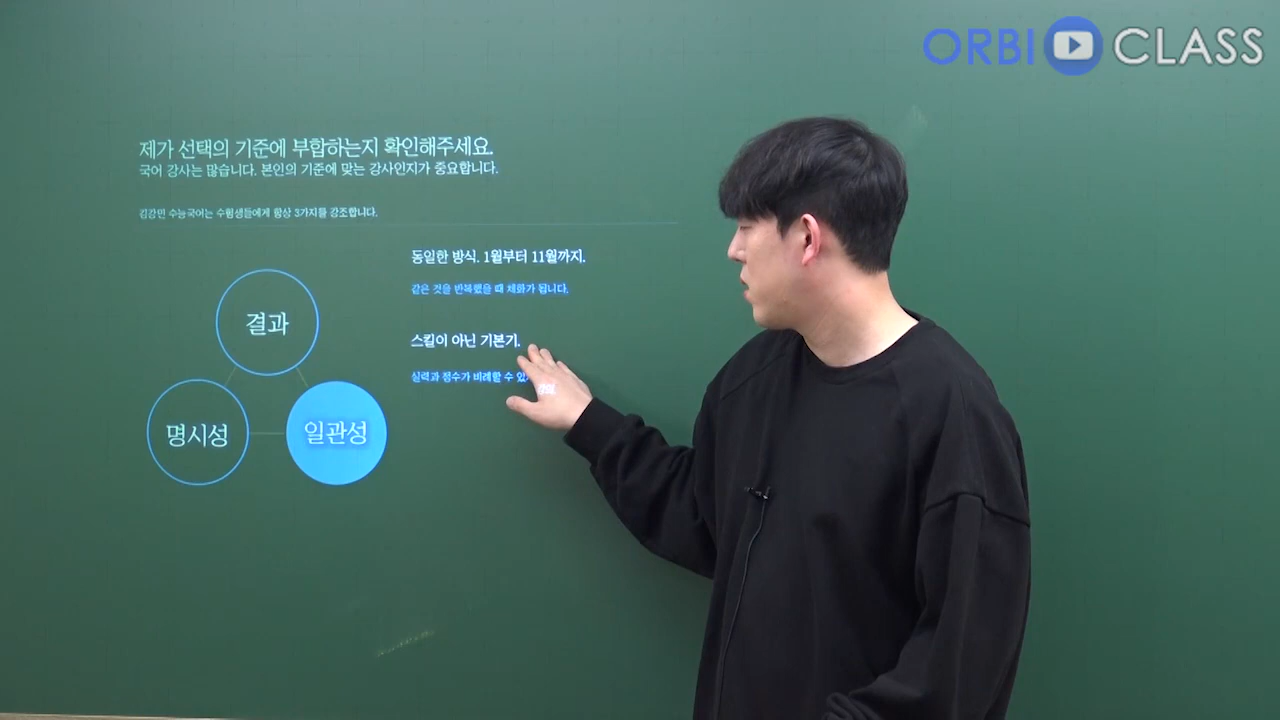 ORBI CLASS
제가 선택의 기준에 부합하는지 확인해주세요.
국어 강사는 많습니다. 본인의 기준에 맞는 강사인지가 중요합니다.
김강민 수능국어는 수험생들에게 항상 3가지를 강조합니다.
동일한 방식. 1월부터 11월까지.
같은 것을 반복했을 때 체화가 됩니다.
결과
스킬이 아닌 기본기.
실력과 점수가 비례할 수 있
명시성
일관성